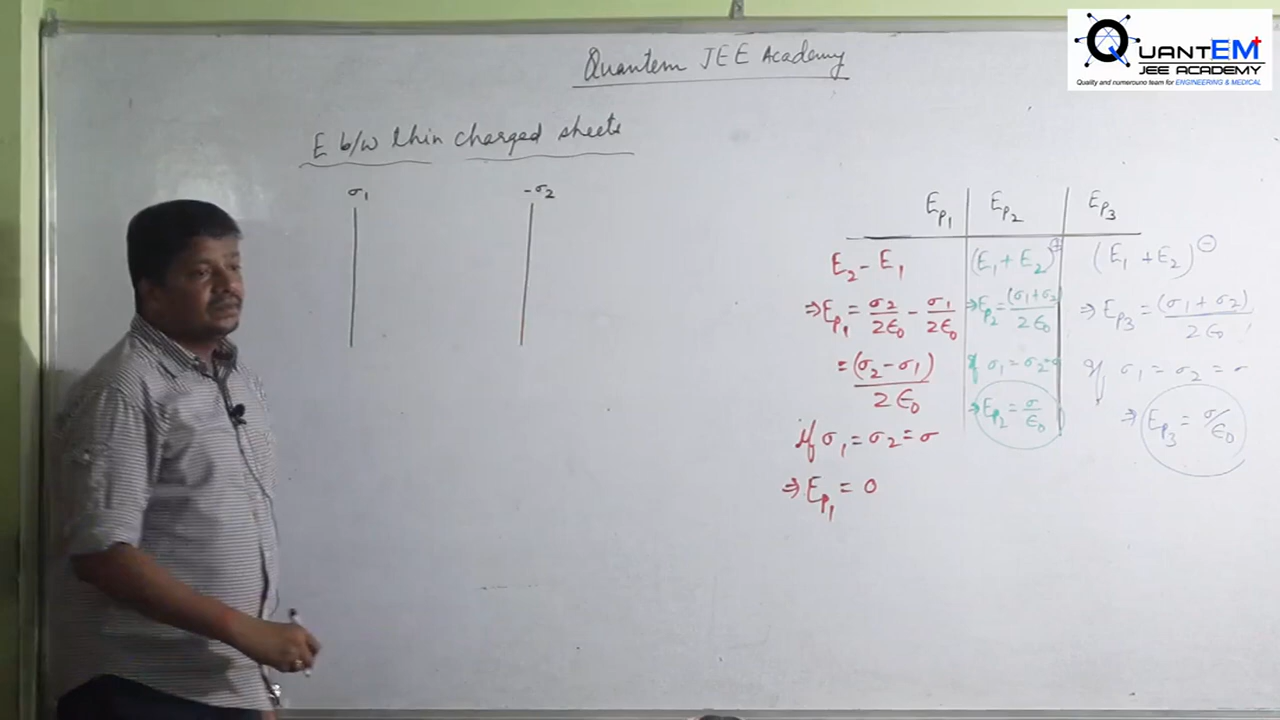 QUANTEM+
JEE ACADEMY
Quality and numerouno team for ENGINEERING & MEDICAL
Quantem JEE Academy
E b/w thin charged sheets
σ₁ -σ₂
E_P₁ E_P₂ E_P₃
E₂ - E₁
⇒ E_P₁ = σ₂/2ε₀ - σ₁/2ε₀
= (σ₂ - σ₁)/2ε₀
if σ₁ = σ₂ = σ
⇒ E_P₁ = 0
(E₁ + E₂)⊕
⇒ E_P₂ = (σ₁ + σ₂)/2ε₀
if σ₁ = σ₂ = σ
⇒ E_P₂ = σ/ε₀
(E₁ + E₂)⊖
⇒ E_P₃ = (σ₁ + σ₂)/2ε₀
if σ₁ = σ₂ = σ
⇒ E_P₃ = σ/ε₀